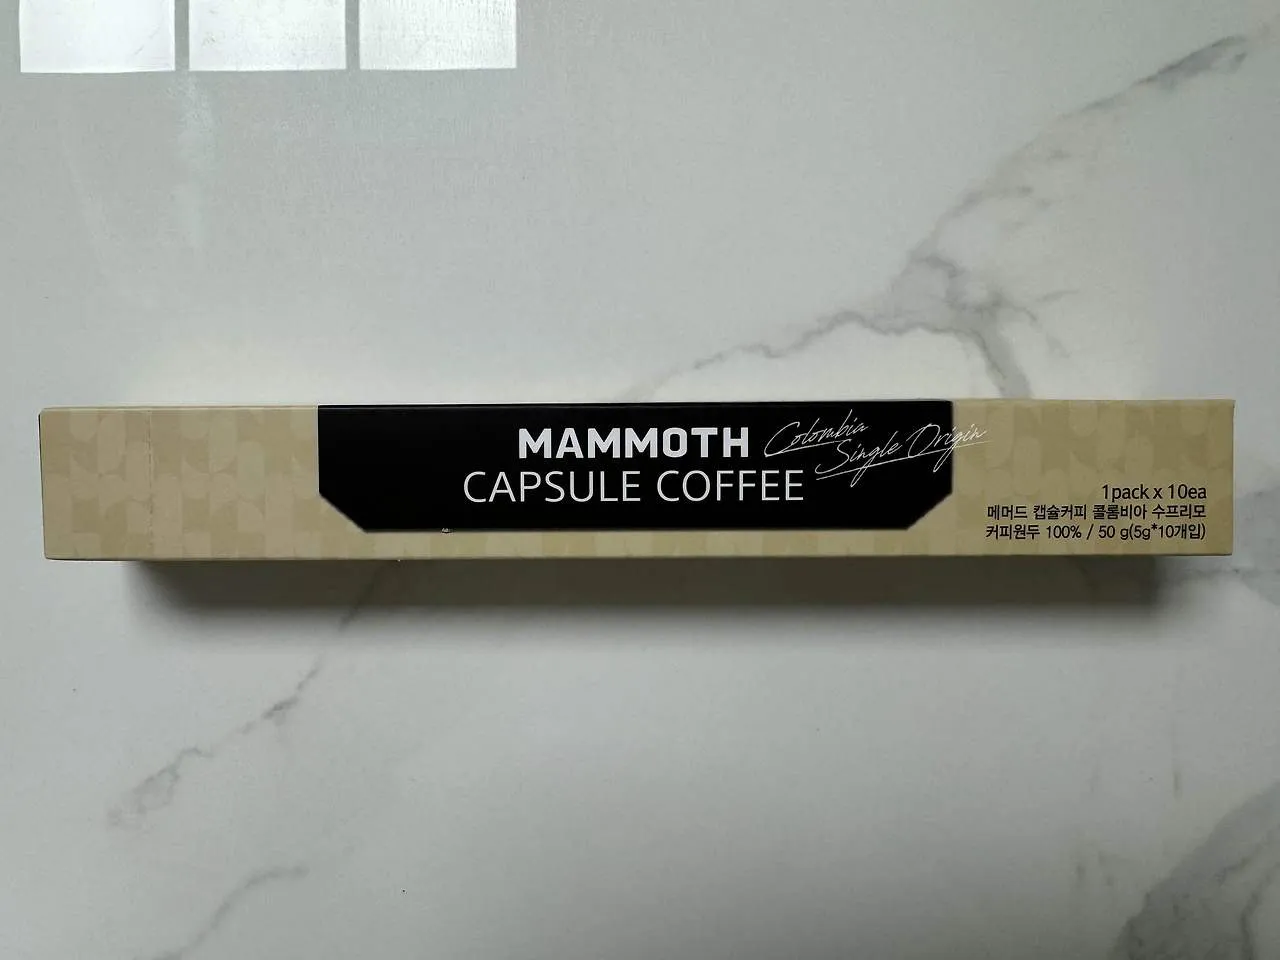 MAMMOTH Colombia
Single Origin
CAPSULE COFFEE
1pack x 10ea
메머드 캡슐커피 콜롬비아 수프리모
커피원두 100% / 50 g(5g*10개입)